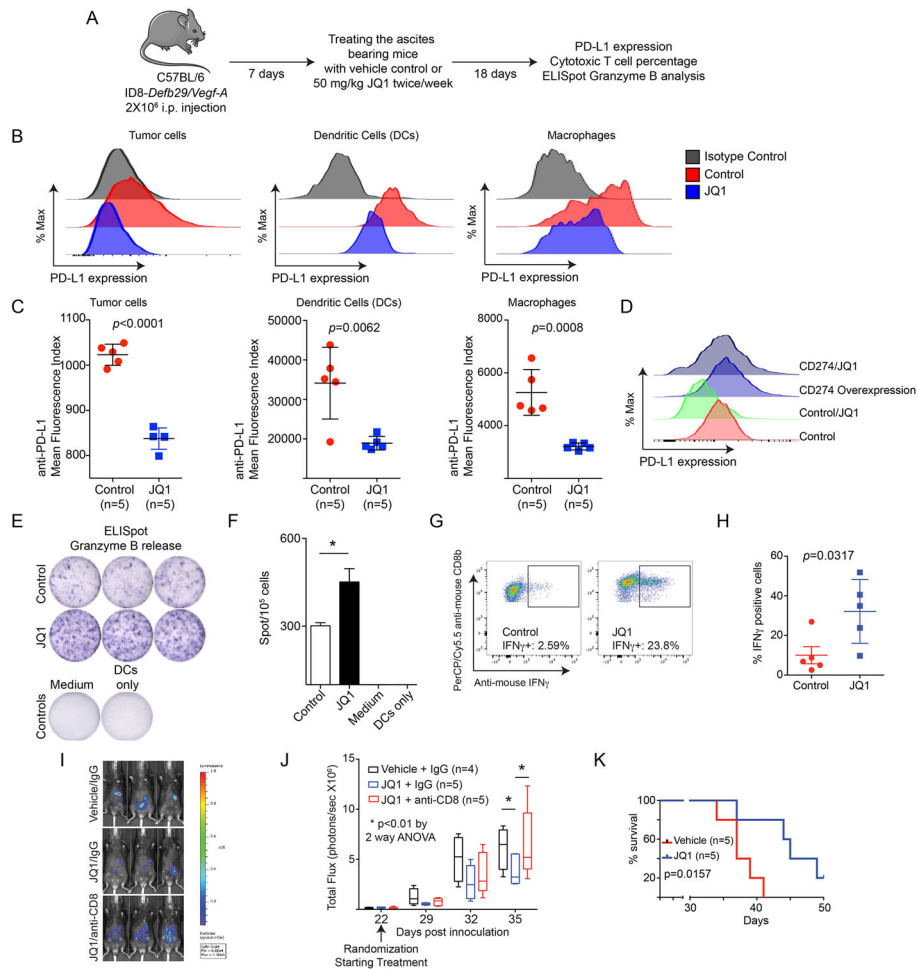 A
C57BL/6
ID8-Defb29/Vegf-A
2X10⁶ i.p. injection
7 days
Treating the ascites
bearing mice
with vehicle control or
50 mg/kg JQ1 twice/week
18 days
PD-L1 expression
Cytotoxic T cell percentage
ELISpot Granzyme B analysis
B
Tumor cells
Dendritic Cells (DCs)
Macrophages
% Max
% Max
% Max
PD-L1 expression
PD-L1 expression
PD-L1 expression
Isotype Control
Control
JQ1
C
Tumor cells
anti-PD-L1
Mean Fluorescence Index
1100
1000
900
800
p<0.0001
Control
(n=5)
JQ1
(n=5)
Dendritic Cells (DCs)
anti-PD-L1
Mean Fluorescence Index
50000
40000
30000
20000
p=0.0062
Control
(n=5)
JQ1
(n=5)
Macrophages
anti-PD-L1
Mean Fluorescence Index
8000
6000
4000
p=0.0008
Control
(n=5)
JQ1
(n=5)
D
% Max
CD274/JQ1
CD274 Overexpression
Control/JQ1
Control
PD-L1 expression
E
ELISpot
Granzyme B release
Control
JQ1
Controls
Medium
DCs
only
F
Spot/10⁵ cells
600
300
*
Control
JQ1
Medium
DCs only
G
PerCP/Cy5.5 anti-mouse CD8b
Control
IFNγ+: 2.59%
JQ1
IFNγ+: 23.8%
Anti-mouse IFNγ
H
% IFNγ positive cells
60
40
20
0
p=0.0317
Control
JQ1
I
Vehicle/IgG
JQ1/IgG
JQ1/anti-CD8
J
Total Flux (photons/sec X10⁶)
15
10
5
Vehicle + IgG (n=4)
JQ1 + IgG (n=5)
JQ1 + anti-CD8 (n=5)
* p<0.01 by
2 way ANOVA
*
*
22
29
32
35
Days post inoculation
Randomization
Starting Treatment
K
% survival
100
60
20
Vehicle (n=5)
JQ1 (n=5)
p=0.0157
30
40
50
Days